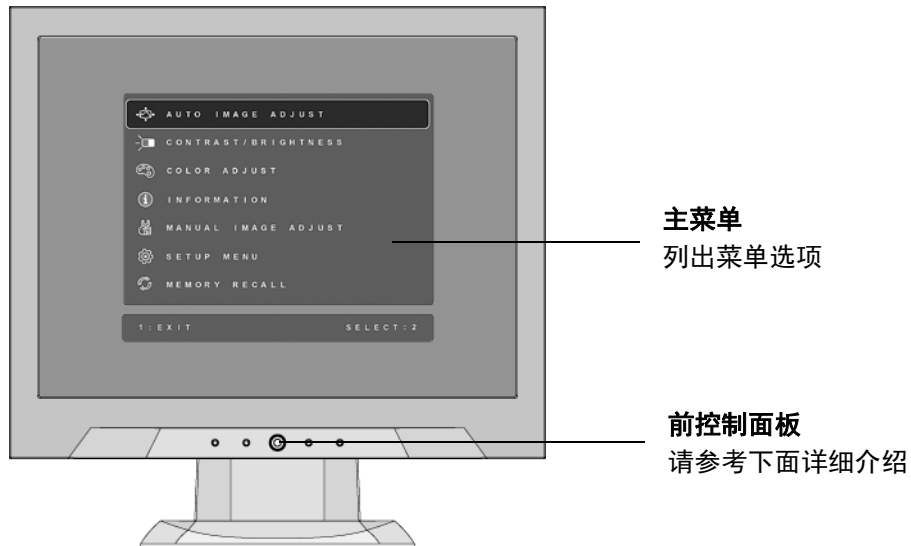 AUTO IMAGE ADJUST
CONTRAST/BRIGHTNESS
COLOR ADJUST
INFORMATION
MANUAL IMAGE ADJUST
SETUP MENU
MEMORY RECALL
1:EXIT SELECT:2
主菜单
列出菜单选项
前控制面板
请参考下面详细介绍